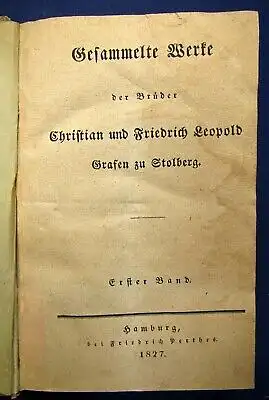 Gesammelte Werke
der Brüder
Christian und Friedrich Leopold
Grafen zu Stolberg.
Erster Band.
Hamburg,
bei Friedrich Perthes.
1827.